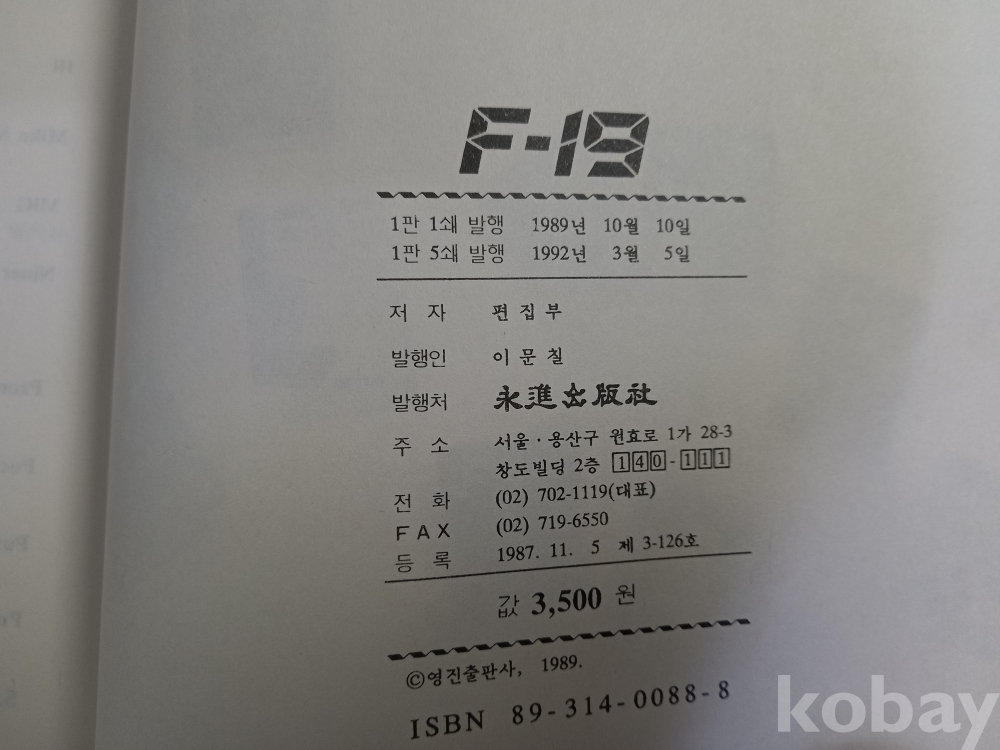 F-19
1판 1쇄 발행 1989년 10월 10일
1판 5쇄 발행 1992년 3월 5일
저 자 편 집 부
발행인 이 문 칠
발행처 永進出版社
주 소 서울·용산구 원효로 1가 28-3
창도빌딩 2층 140-111
전 화 (02) 702-1119(대표)
FAX (02) 719-6550
등 록 1987. 11. 5 제 3-126호
값 3,500 원
©영진출판사, 1989.
ISBN 89-314-0088-8
kobay